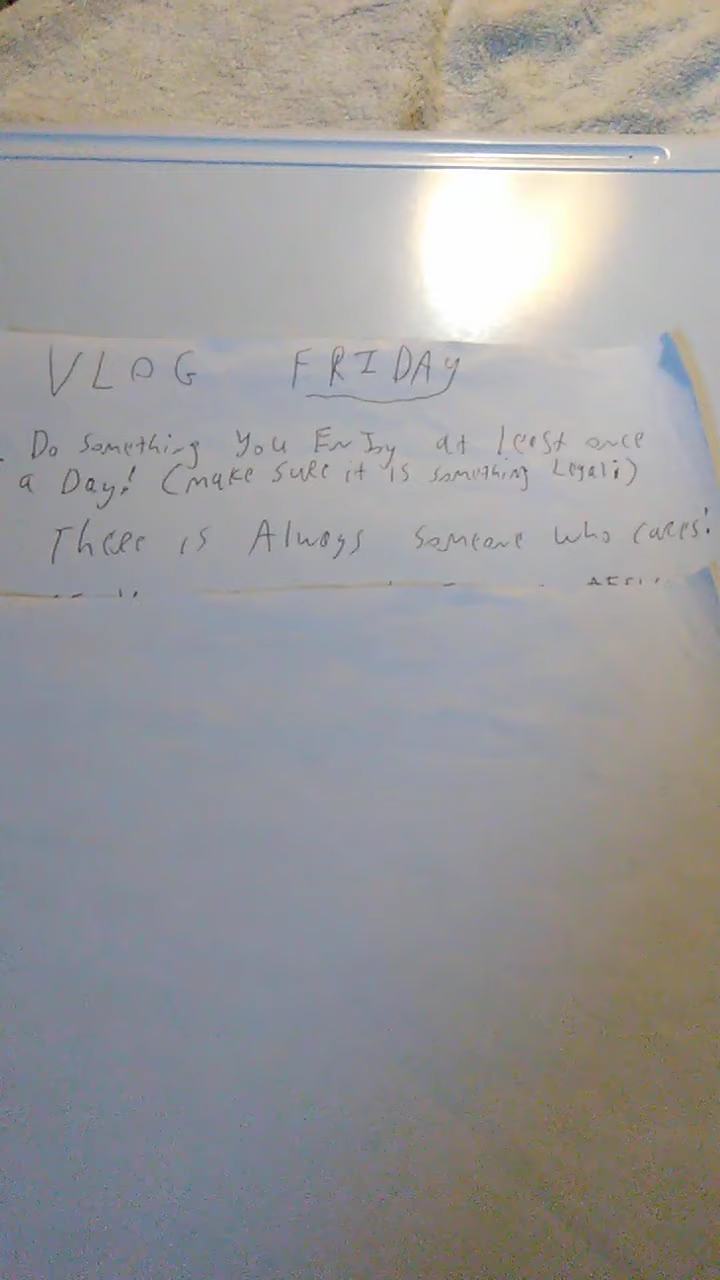 VLOG FRIDAY
Do something you Enjoy at least once
a Day! (make sure it is something Legal;)
There is Always someone who cares!